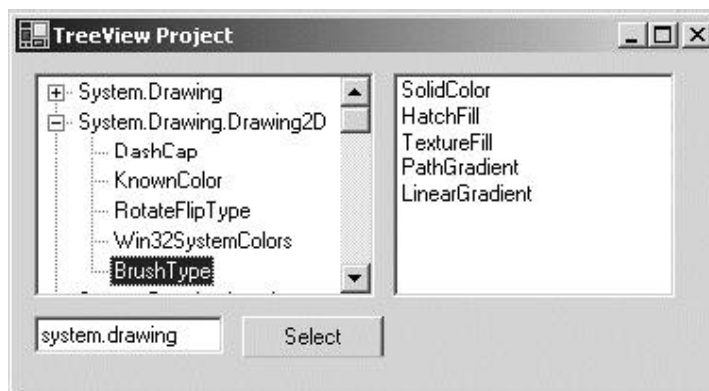 TreeView Project
System.Drawing
System.Drawing.Drawing2D
DashCap
KnownColor
RotateFlipType
Win32SystemColors
BrushType
SolidColor
HatchFill
TextureFill
PathGradient
LinearGradient
system.drawing
Select